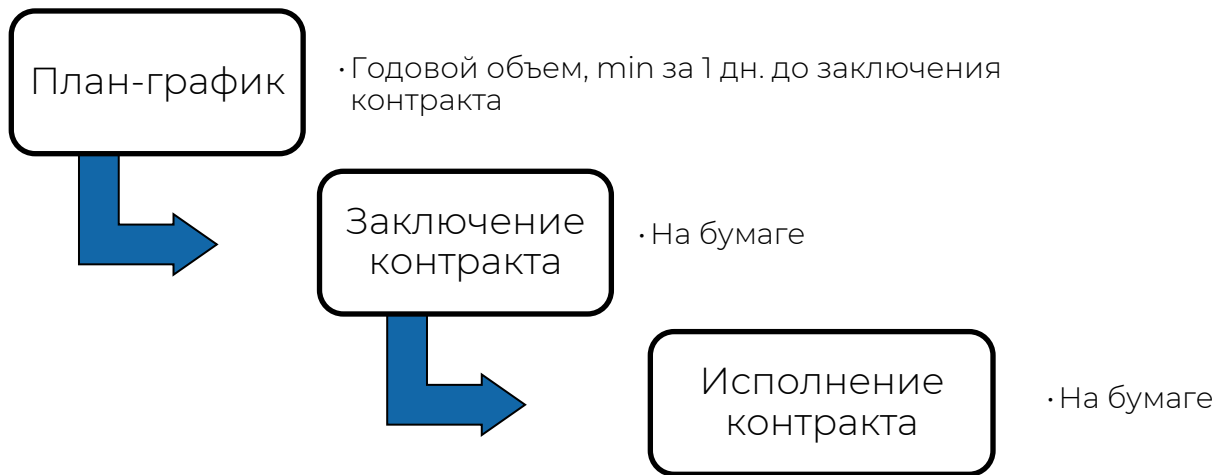 План-график
· Годовой объем, min за 1 дн. до заключения
контракта
Заключение
контракта
· На бумаге
Исполнение
контракта
· На бумаге